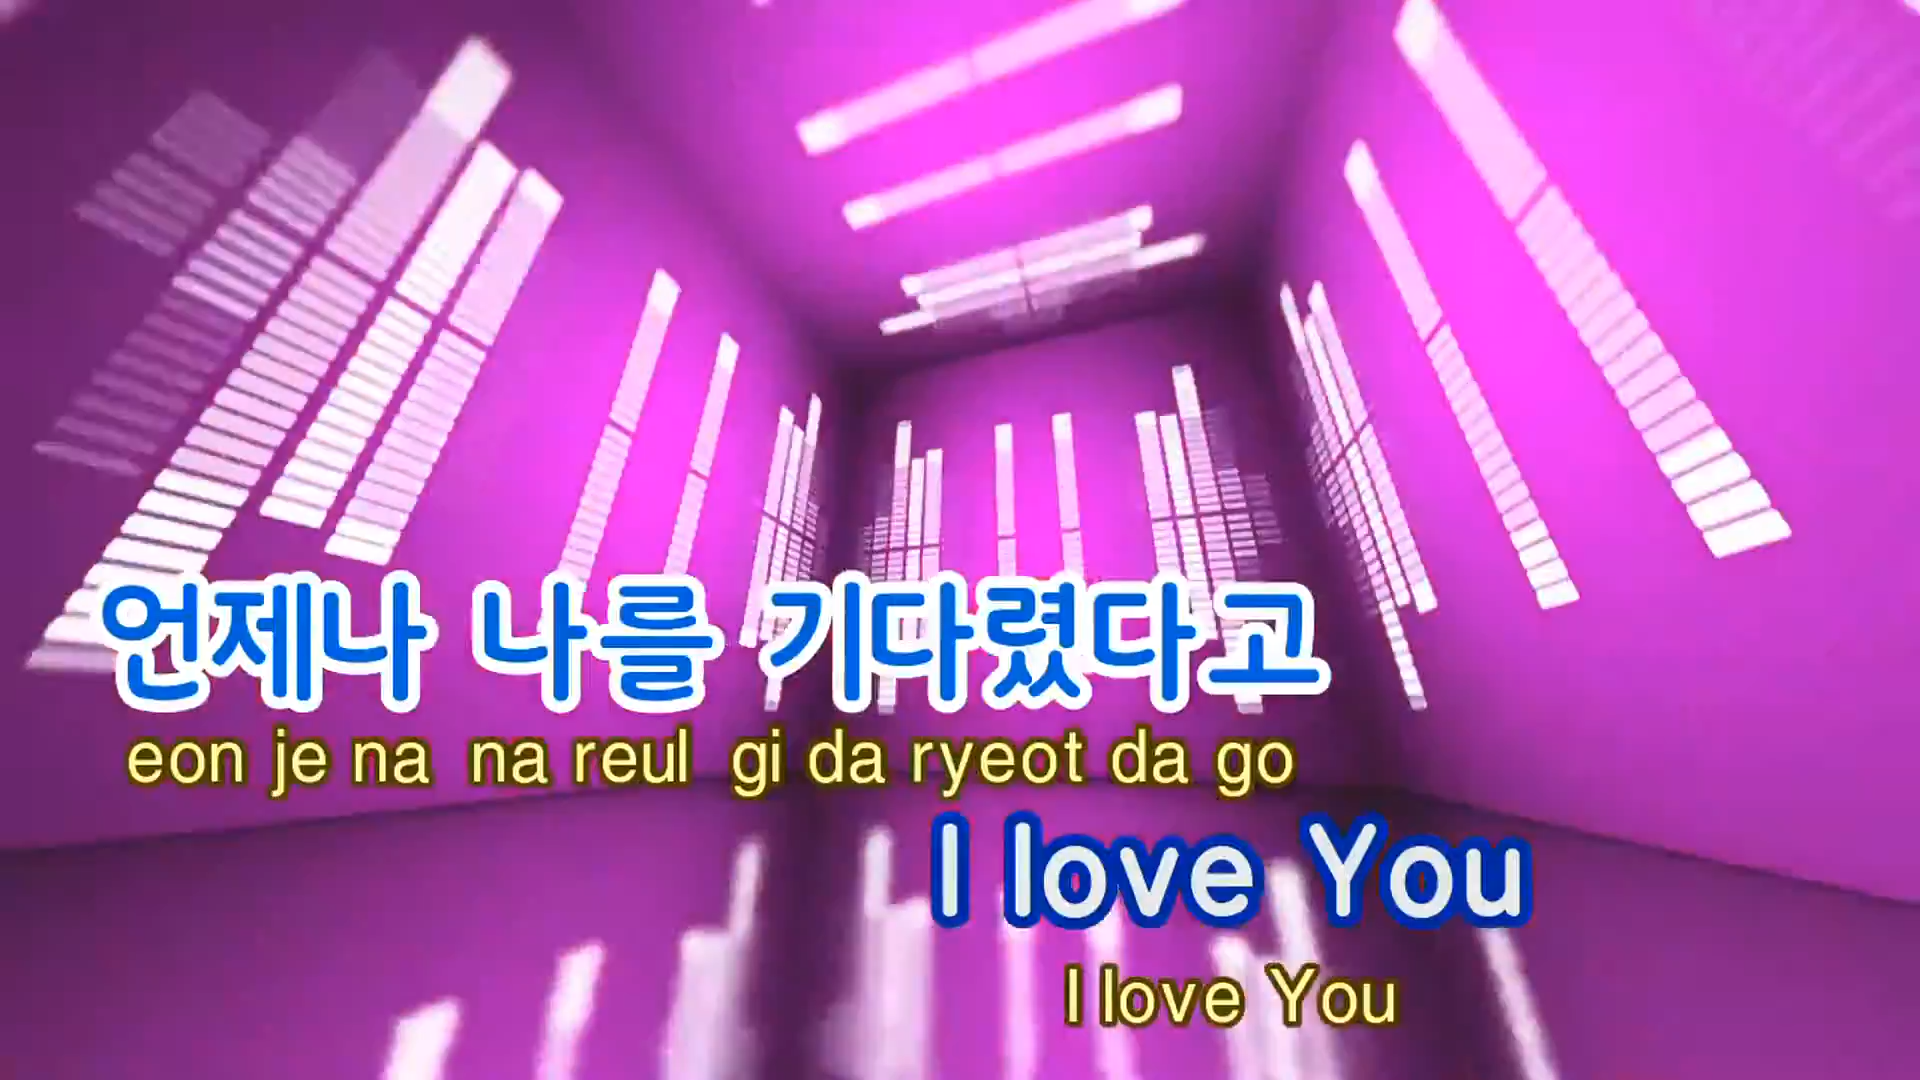 언제나 나를 기다렸다고
eon je na na reul gi da ryeot da go
I love You
I love You